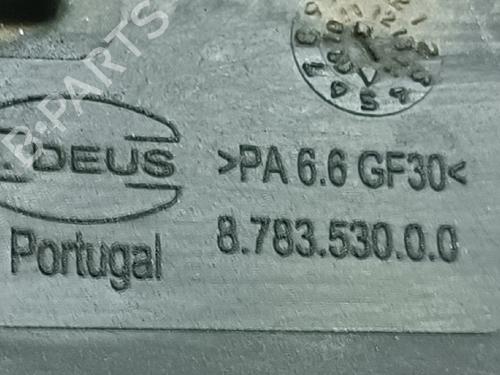 DEUS
>PA 6.6 GF30<
Portugal
8.783.530.0.0
B-PARTS